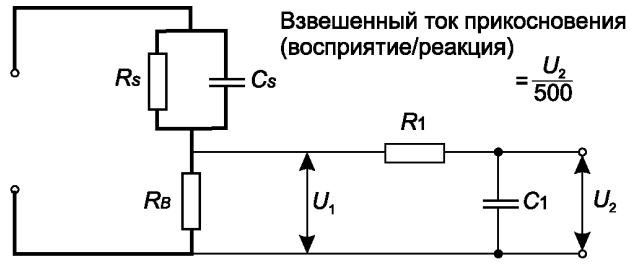 Взвешенный ток прикосновения
(восприятие/реакция)
= U₂/500
Rs
Cs
R1
RB
U₁
C1
U₂